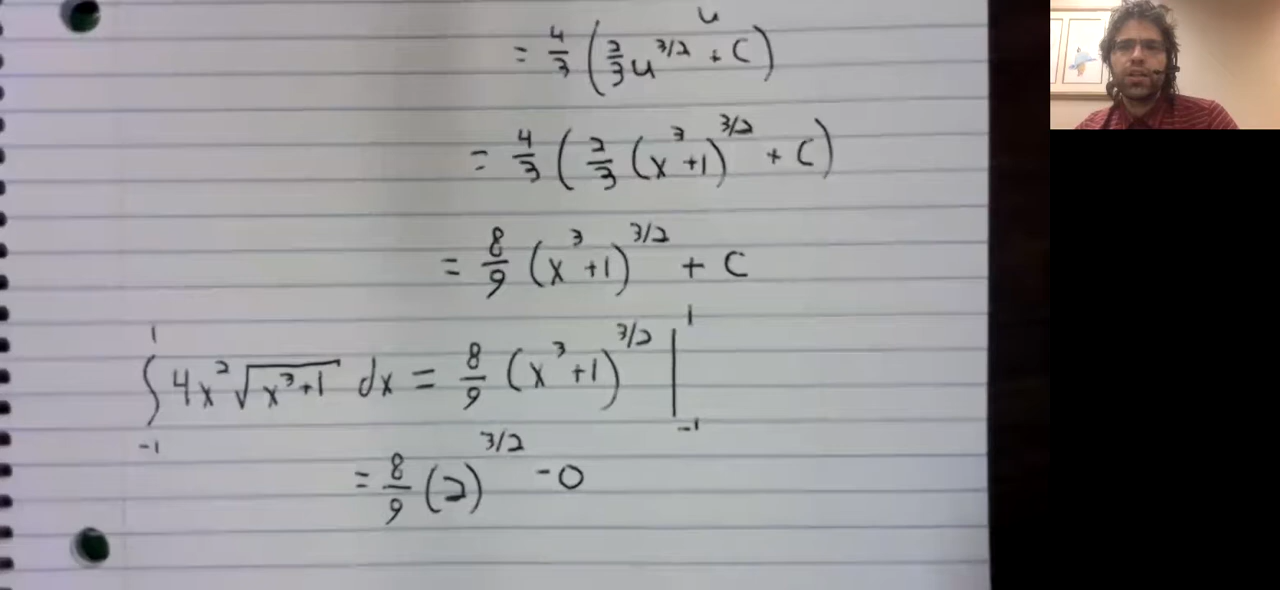 = 4/3 (2/3 u^{3/2} + C)
= 4/3 (2/3 (x^3+1)^{3/2} + C)
= 8/9 (x^3+1)^{3/2} + C
∫_{-1}^{1} 4x^2 √(x^3+1) dx = 8/9 (x^3+1)^{3/2} |_{-1}^{1}
= 8/9 (2)^{3/2} - 0